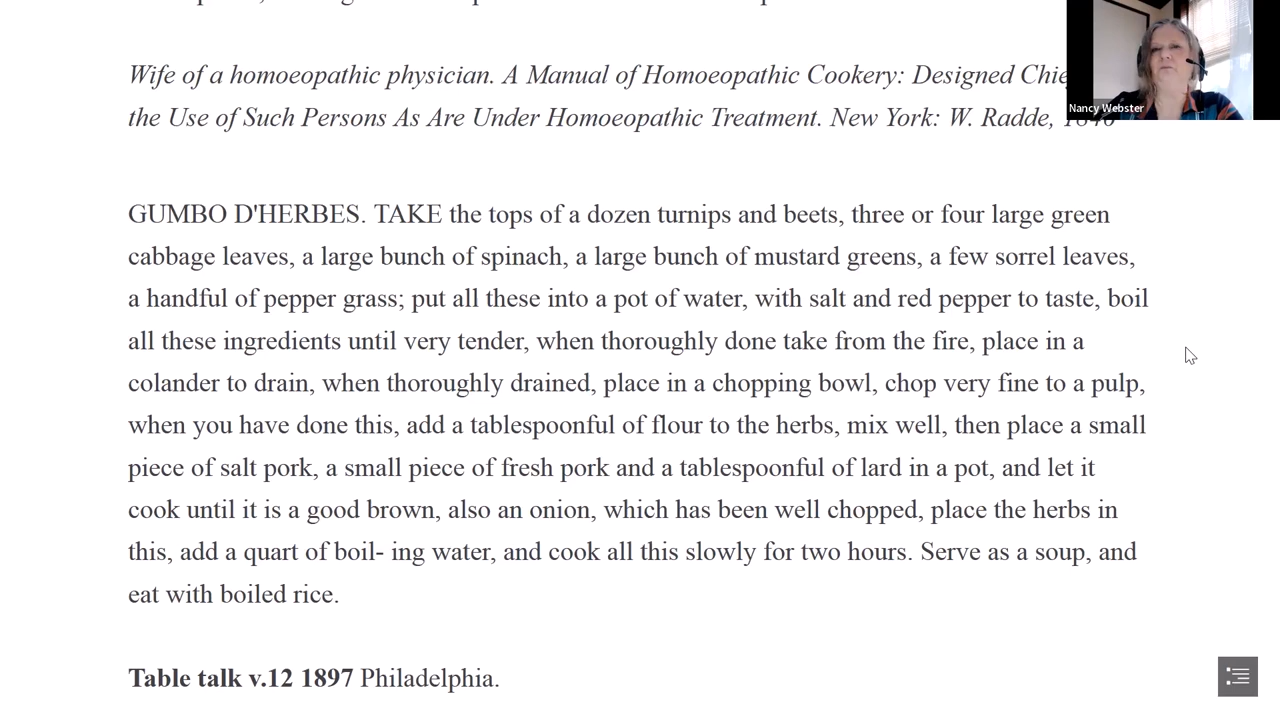 Wife of a homoeopathic physician. A Manual of Homoeopathic Cookery: Designed
the Use of Such Persons As Are Under Homoeopathic Treatment. New York: W. Radde,
Nancy Webster
GUMBO D'HERBES. TAKE the tops of a dozen turnips and beets, three or four large green
cabbage leaves, a large bunch of spinach, a large bunch of mustard greens, a few sorrel leaves,
a handful of pepper grass; put all these into a pot of water, with salt and red pepper to taste, boil
all these ingredients until very tender, when thoroughly done take from the fire, place in a
colander to drain, when thoroughly drained, place in a chopping bowl, chop very fine to a pulp,
when you have done this, add a tablespoonful of flour to the herbs, mix well, then place a small
piece of salt pork, a small piece of fresh pork and a tablespoonful of lard in a pot, and let it
cook until it is a good brown, also an onion, which has been well chopped, place the herbs in
this, add a quart of boil- ing water, and cook all this slowly for two hours. Serve as a soup, and
eat with boiled rice.
Table talk v.12 1897 Philadelphia.